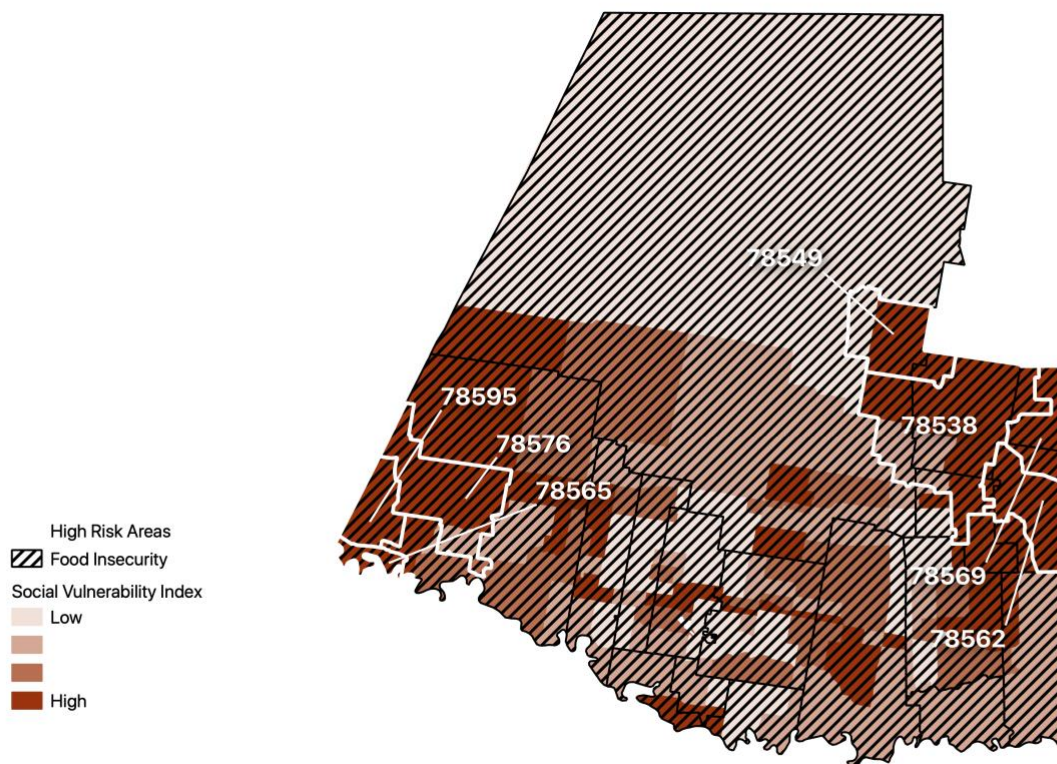 78549
78595
78538
78576
78565
High Risk Areas
Food Insecurity
78569
Social Vulnerability Index
Low
78562
High